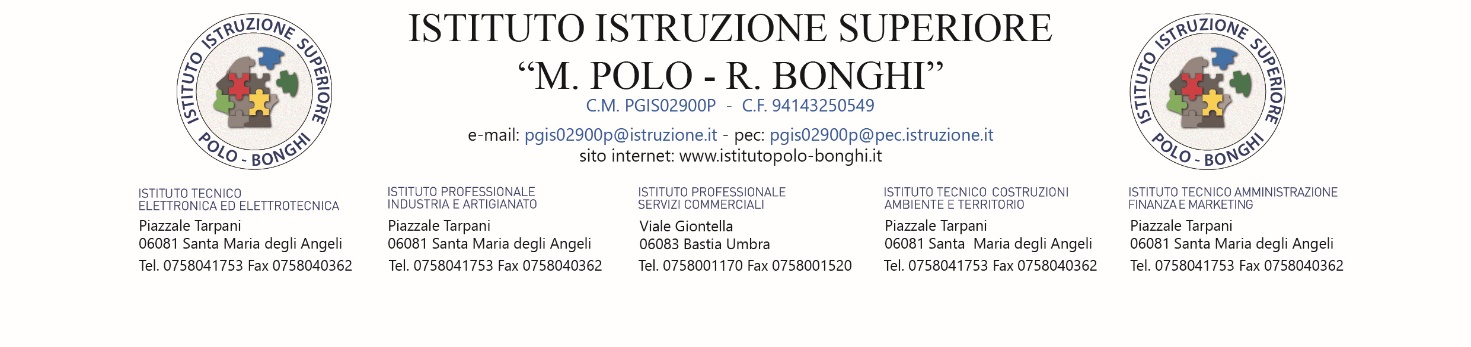 ISTITUTO ISTRUZIONE SUPERIORE
POLO - BONGHI
ISTITUTO ISTRUZIONE SUPERIORE
“M. POLO - R. BONGHI”
C.M. PGIS02900P - C.F. 94143250549
e-mail: pgis02900p@istruzione.it - pec: pgis02900p@pec.istruzione.it
sito internet: www.istitutopolo-bonghi.it
ISTITUTO ISTRUZIONE SUPERIORE
POLO - BONGHI
ISTITUTO TECNICO
ELETTRONICA ED ELETTROTECNICA
Piazzale Tarpani
06081 Santa Maria degli Angeli
Tel. 0758041753 Fax 0758040362
ISTITUTO PROFESSIONALE
INDUSTRIA E ARTIGIANATO
Piazzale Tarpani
06081 Santa Maria degli Angeli
Tel. 0758041753 Fax 0758040362
ISTITUTO PROFESSIONALE
SERVIZI COMMERCIALI
Viale Giontella
06083 Bastia Umbra
Tel. 0758001170 Fax 0758001520
ISTITUTO TECNICO COSTRUZIONI
AMBIENTE E TERRITORIO
Piazzale Tarpani
06081 Santa Maria degli Angeli
Tel. 0758041753 Fax 0758040362
ISTITUTO TECNICO AMMINISTRAZIONE
FINANZA E MARKETING
Piazzale Tarpani
06081 Santa Maria degli Angeli
Tel. 0758041753 Fax 0758040362